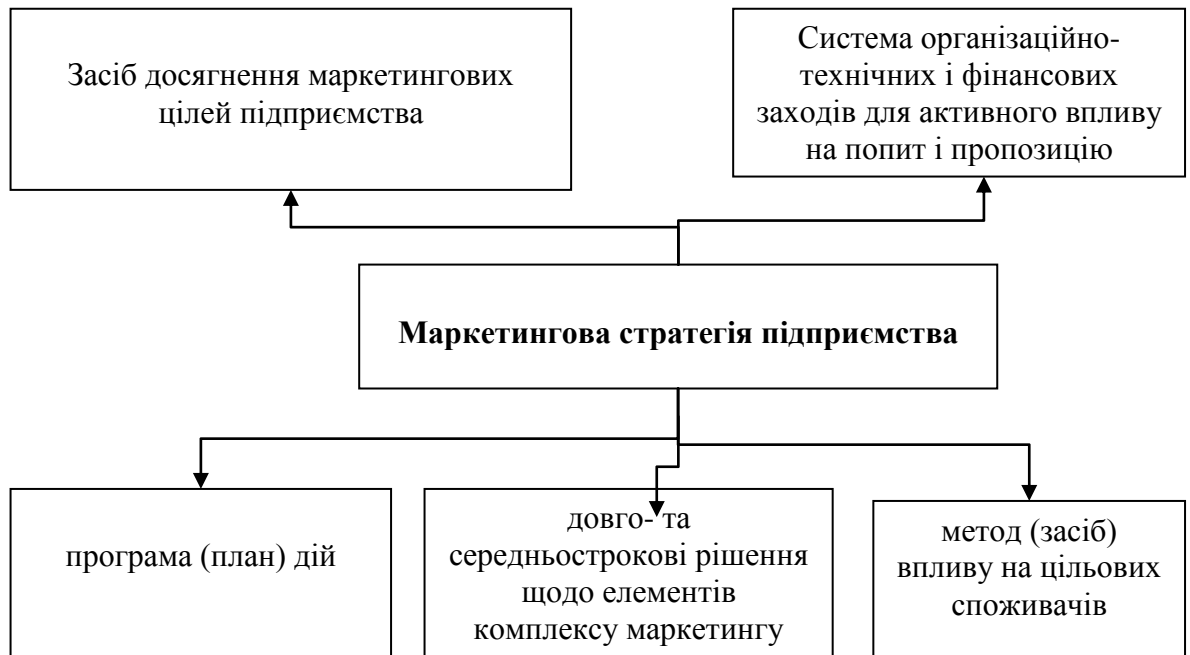 Засіб досягнення маркетингових
цілей підприємства
Система організаційно-
технічних і фінансових
заходів для активного впливу
на попит і пропозицію
Маркетингова стратегія підприємства
програма (план) дій
довго- та
середньострокові рішення
щодо елементів
комплексу маркетингу
метод (засіб)
впливу на цільових
споживачів